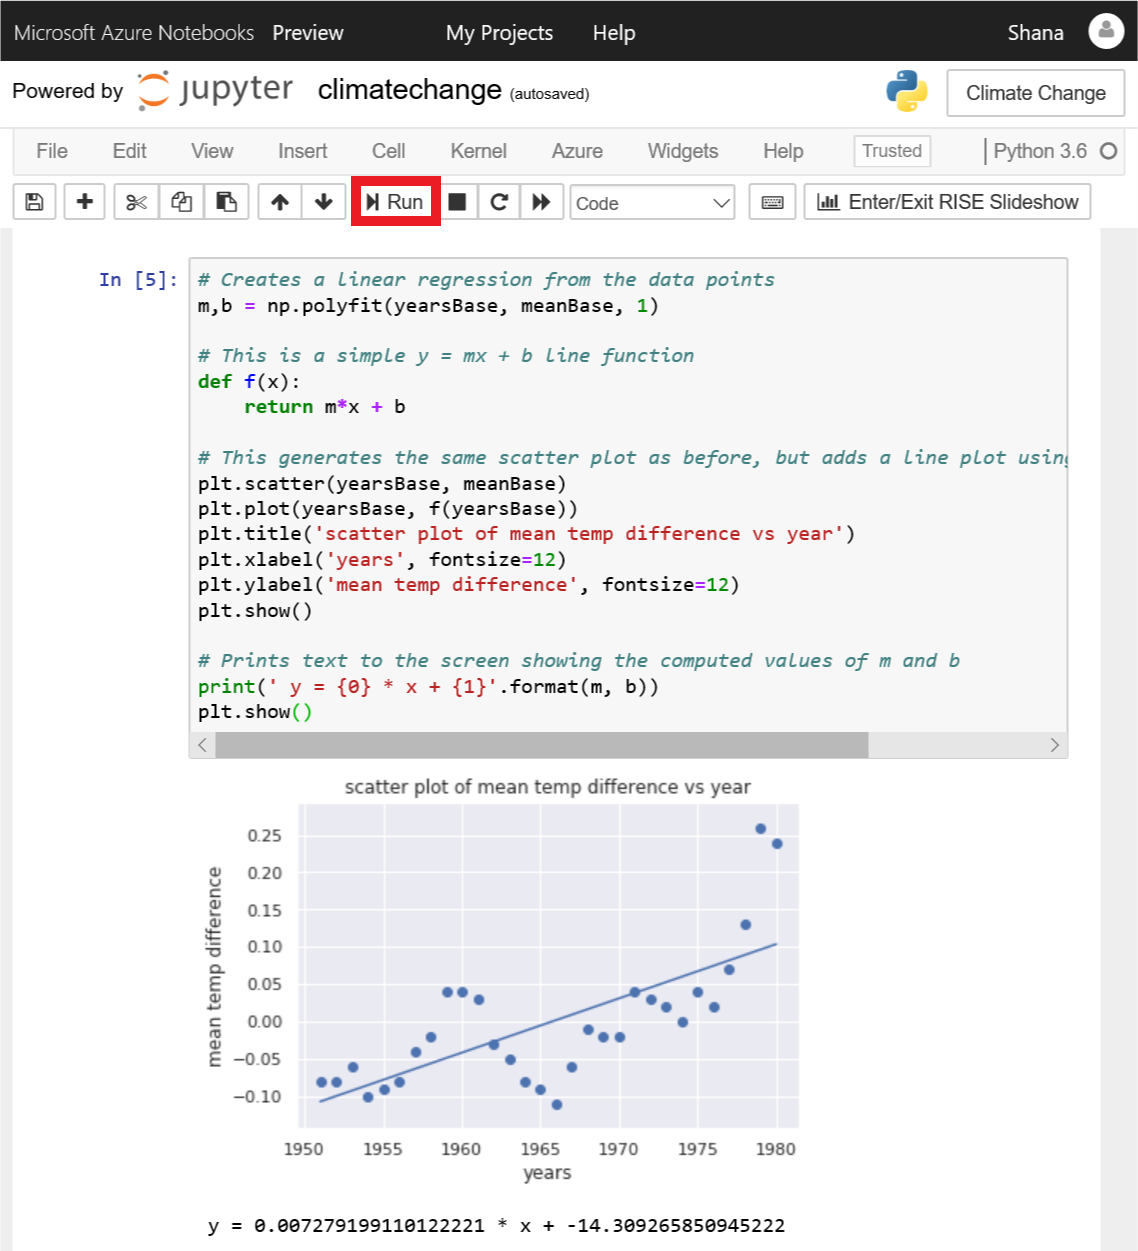 Microsoft Azure Notebooks Preview My Projects Help Shana
Powered by jupyter climatechange (autosaved) Climate Change
File Edit View Insert Cell Kernel Azure Widgets Help Trusted Python 3.6
Run Code Enter/Exit RISE Slideshow
In [5]:
# Creates a linear regression from the data points
m,b = np.polyfit(yearsBase, meanBase, 1)
# This is a simple y = mx + b line function
def f(x):
    return m*x + b
# This generates the same scatter plot as before, but adds a line plot using
plt.scatter(yearsBase, meanBase)
plt.plot(yearsBase, f(yearsBase))
plt.title('scatter plot of mean temp difference vs year')
plt.xlabel('years', fontsize=12)
plt.ylabel('mean temp difference', fontsize=12)
plt.show()
# Prints text to the screen showing the computed values of m and b
print(' y = {0} * x + {1}'.format(m, b))
plt.show()
scatter plot of mean temp difference vs year
mean temp difference
0.25
0.20
0.15
0.10
0.05
0.00
−0.05
−0.10
1950 1955 1960 1965 1970 1975 1980
years
y = 0.007279199110122221 * x + -14.309265850945222